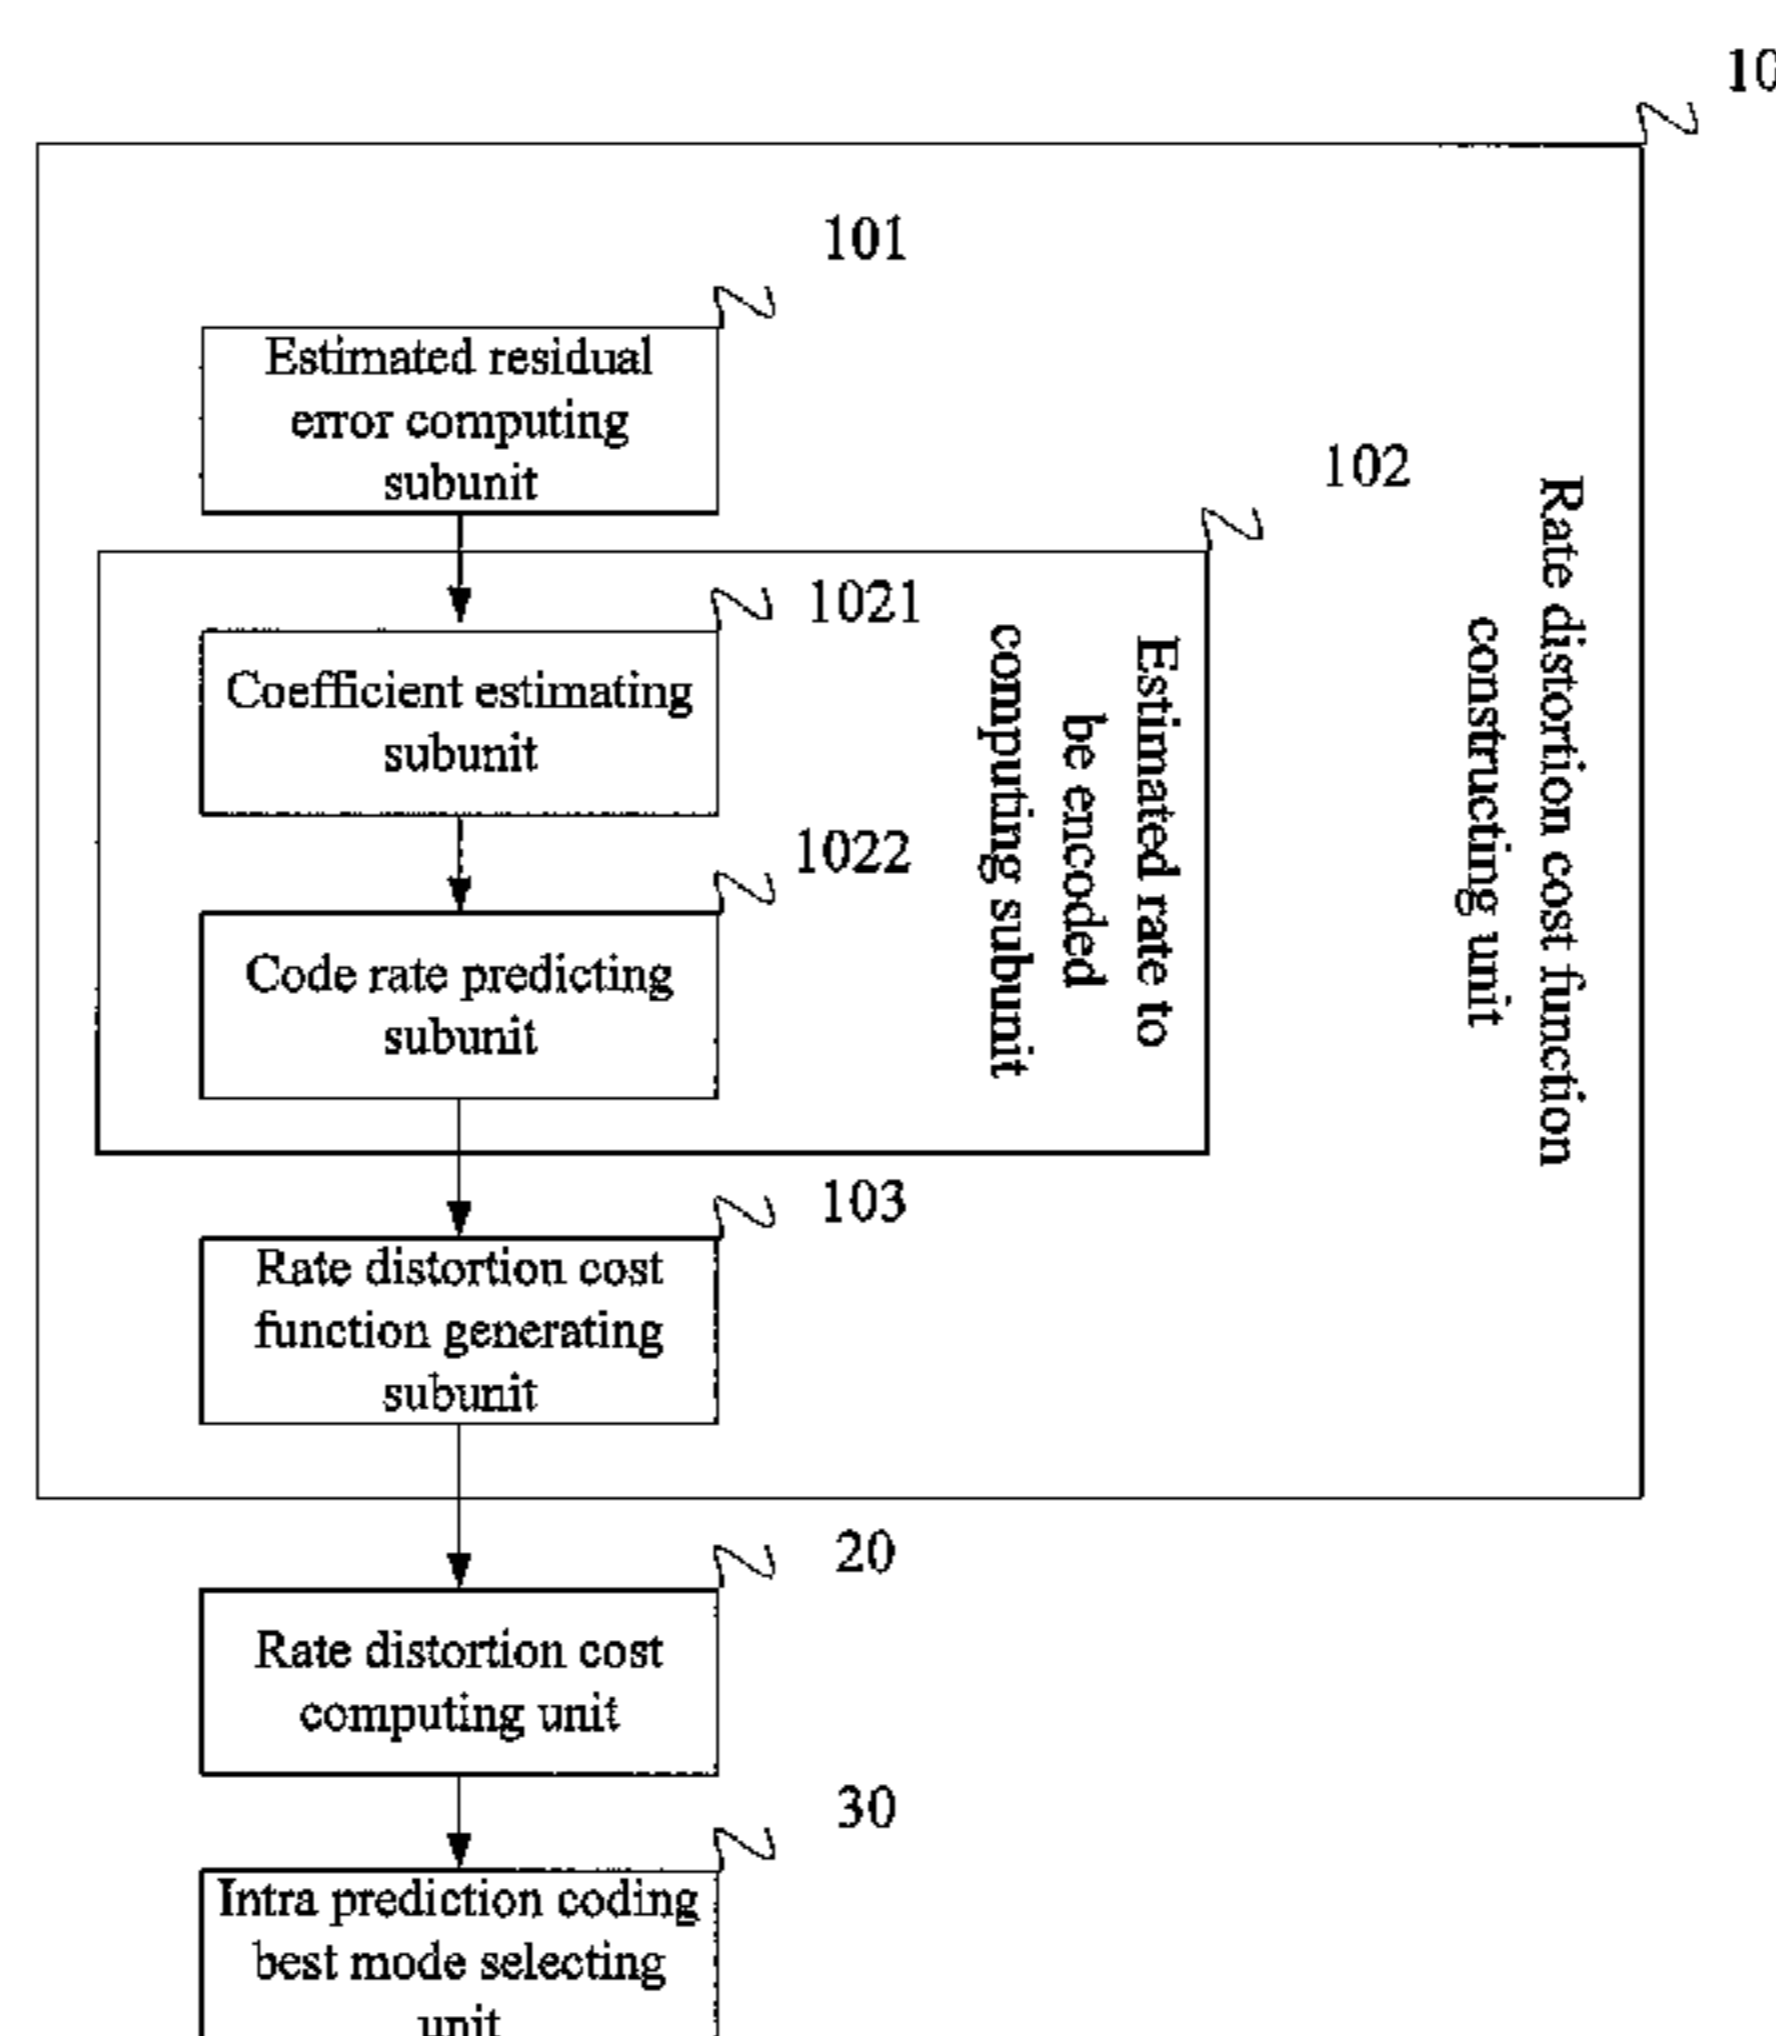 10
101
Estimated residual
error computing
subunit
102
1021
Coefficient estimating
subunit
1022
Code rate predicting
subunit
Estimated rate to
be encoded
computing subunit
Rate distortion cost function
constructing unit
103
Rate distortion cost
function generating
subunit
20
Rate distortion cost
computing unit
30
Intra prediction coding
best mode selecting
unit